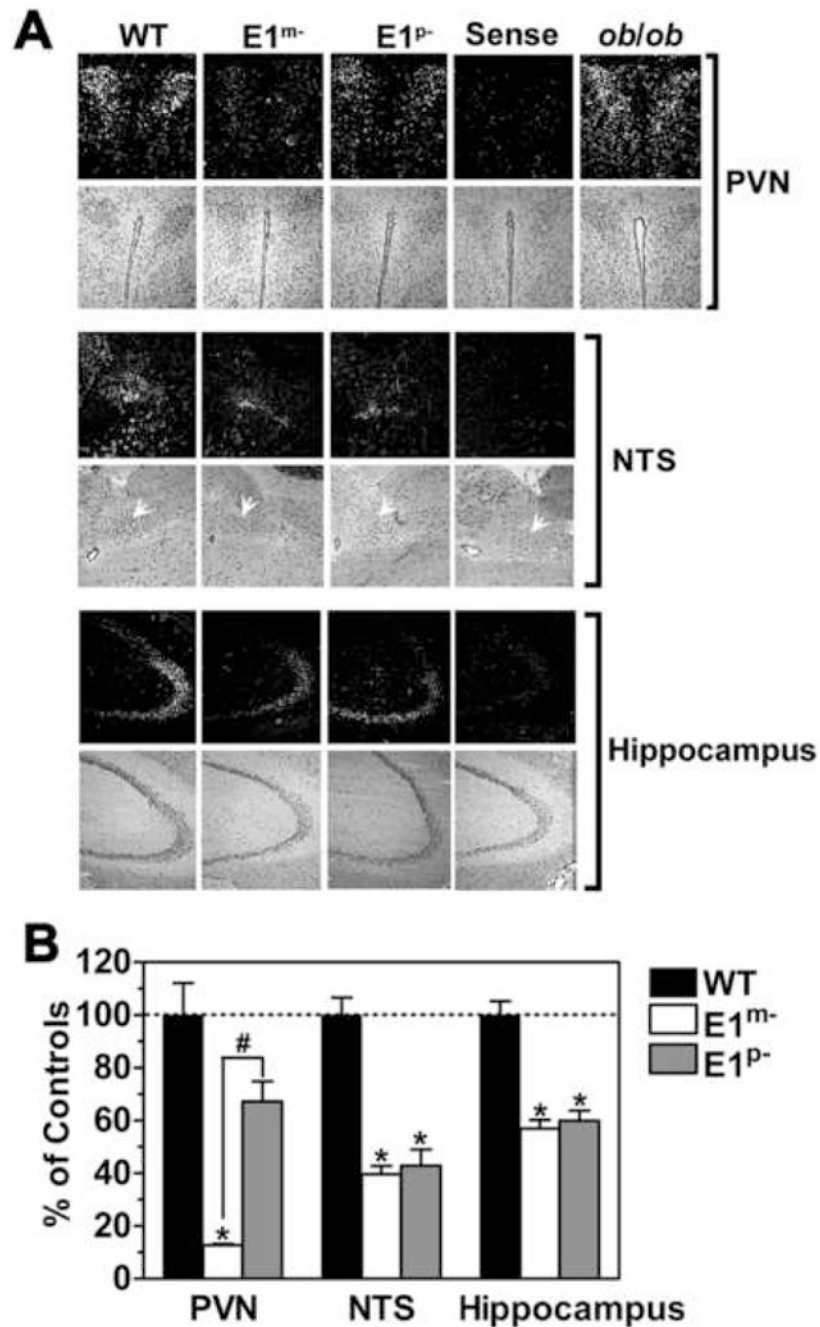 A
WT E1m- E1p- Sense ob/ob
PVN
NTS
Hippocampus
B
120
100
80
60
40
20
0
% of Controls
#
*
* *
* *
PVN NTS Hippocampus
WT
E1m-
E1p-